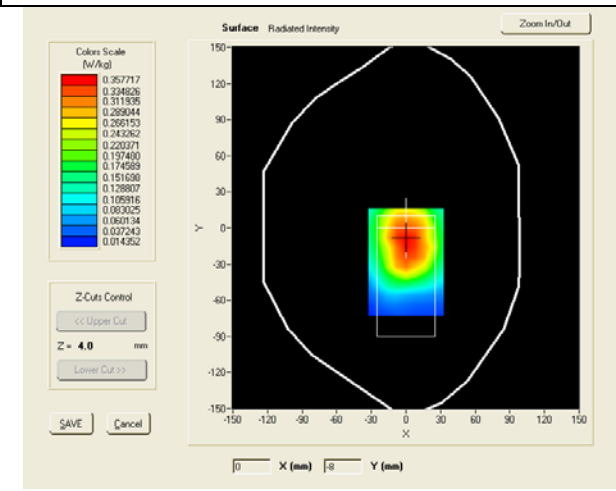 Surface Radiated Intensity
Zoom In/Out
Colors Scale
(W/kg)
0.357717
0.334826
0.311935
0.289044
0.266153
0.243262
0.220371
0.197480
0.174589
0.151698
0.128807
0.105916
0.083025
0.060134
0.037243
0.014352
Z-Cuts Control
<< Upper Cut
Z = 4.0 mm
Lower Cut >>
SAVE Cancel
150-
120-
90-
60-
30-
0-
-30-
-60-
-90-
-120-
-150-
Y
-150 -120 -90 -60 -30 0 30 60 90 120 150
X
0 X (mm) -8 Y (mm)